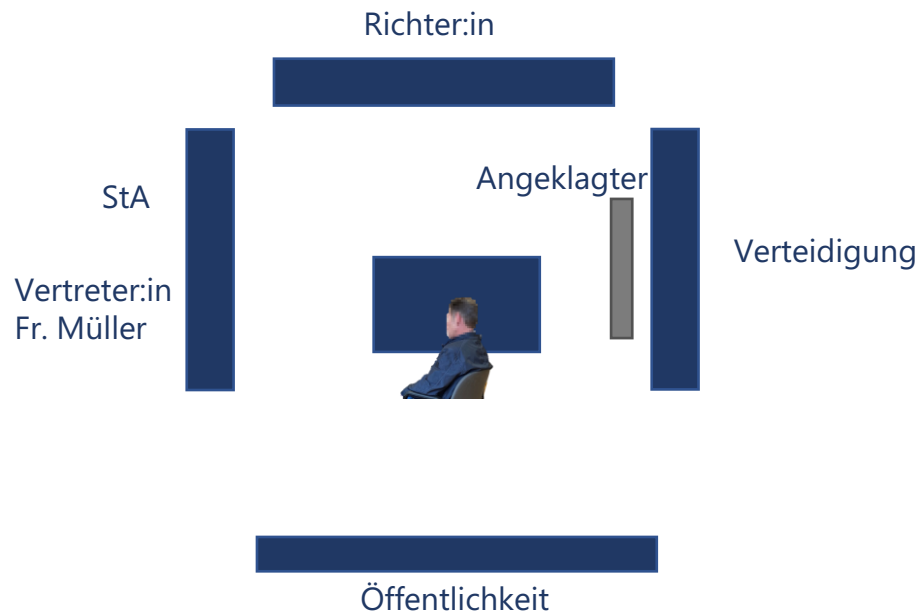 Richter:in
Angeklagter
StA
Verteidigung
Vertreter:in
Fr. Müller
Öffentlichkeit